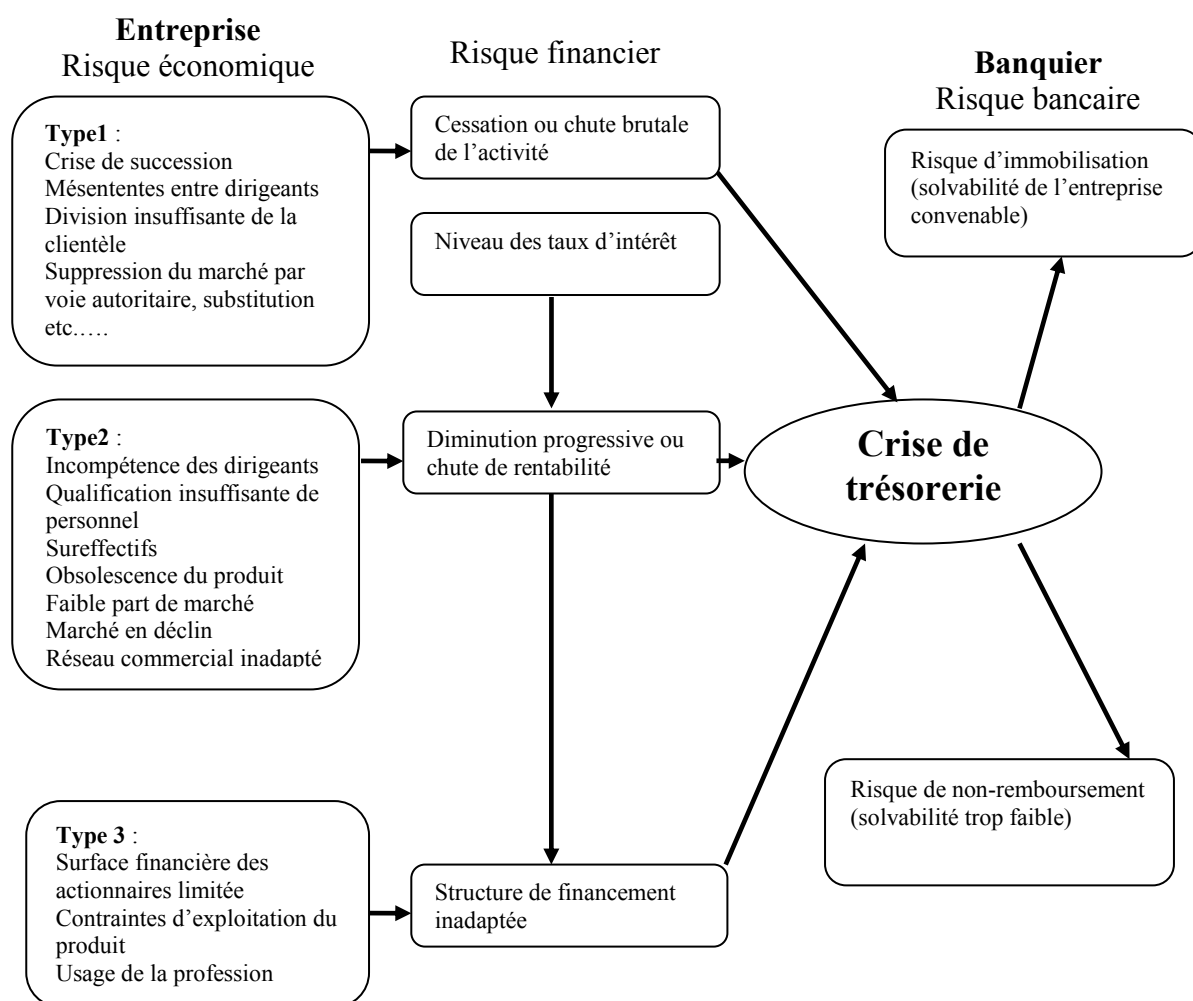 Entreprise
Risque économique
Risque financier
Banquier
Risque bancaire
Type1 :
Crise de succession
Mésententes entre dirigeants
Division insuffisante de la
clientèle
Suppression du marché par
voie autoritaire, substitution
etc.….
Cessation ou chute brutale
de l’activité
Niveau des taux d’intérêt
Risque d’immobilisation
(solvabilité de l’entreprise
convenable)
Type2 :
Incompétence des dirigeants
Qualification insuffisante de
personnel
Sureffectifs
Obsolescence du produit
Faible part de marché
Marché en déclin
Réseau commercial inadapté
Diminution progressive ou
chute de rentabilité
Crise de
trésorerie
Type 3 :
Surface financière des
actionnaires limitée
Contraintes d’exploitation du
produit
Usage de la profession
Structure de financement
inadaptée
Risque de non-remboursement
(solvabilité trop faible)